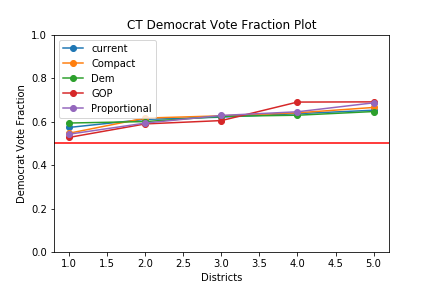 CT Democrat Vote Fraction Plot
1.0
0.8
0.6
0.4
0.2
0.0
Democrat Vote Fraction
current
Compact
Dem
GOP
Proportional
1.0 1.5 2.0 2.5 3.0 3.5 4.0 4.5 5.0
Districts